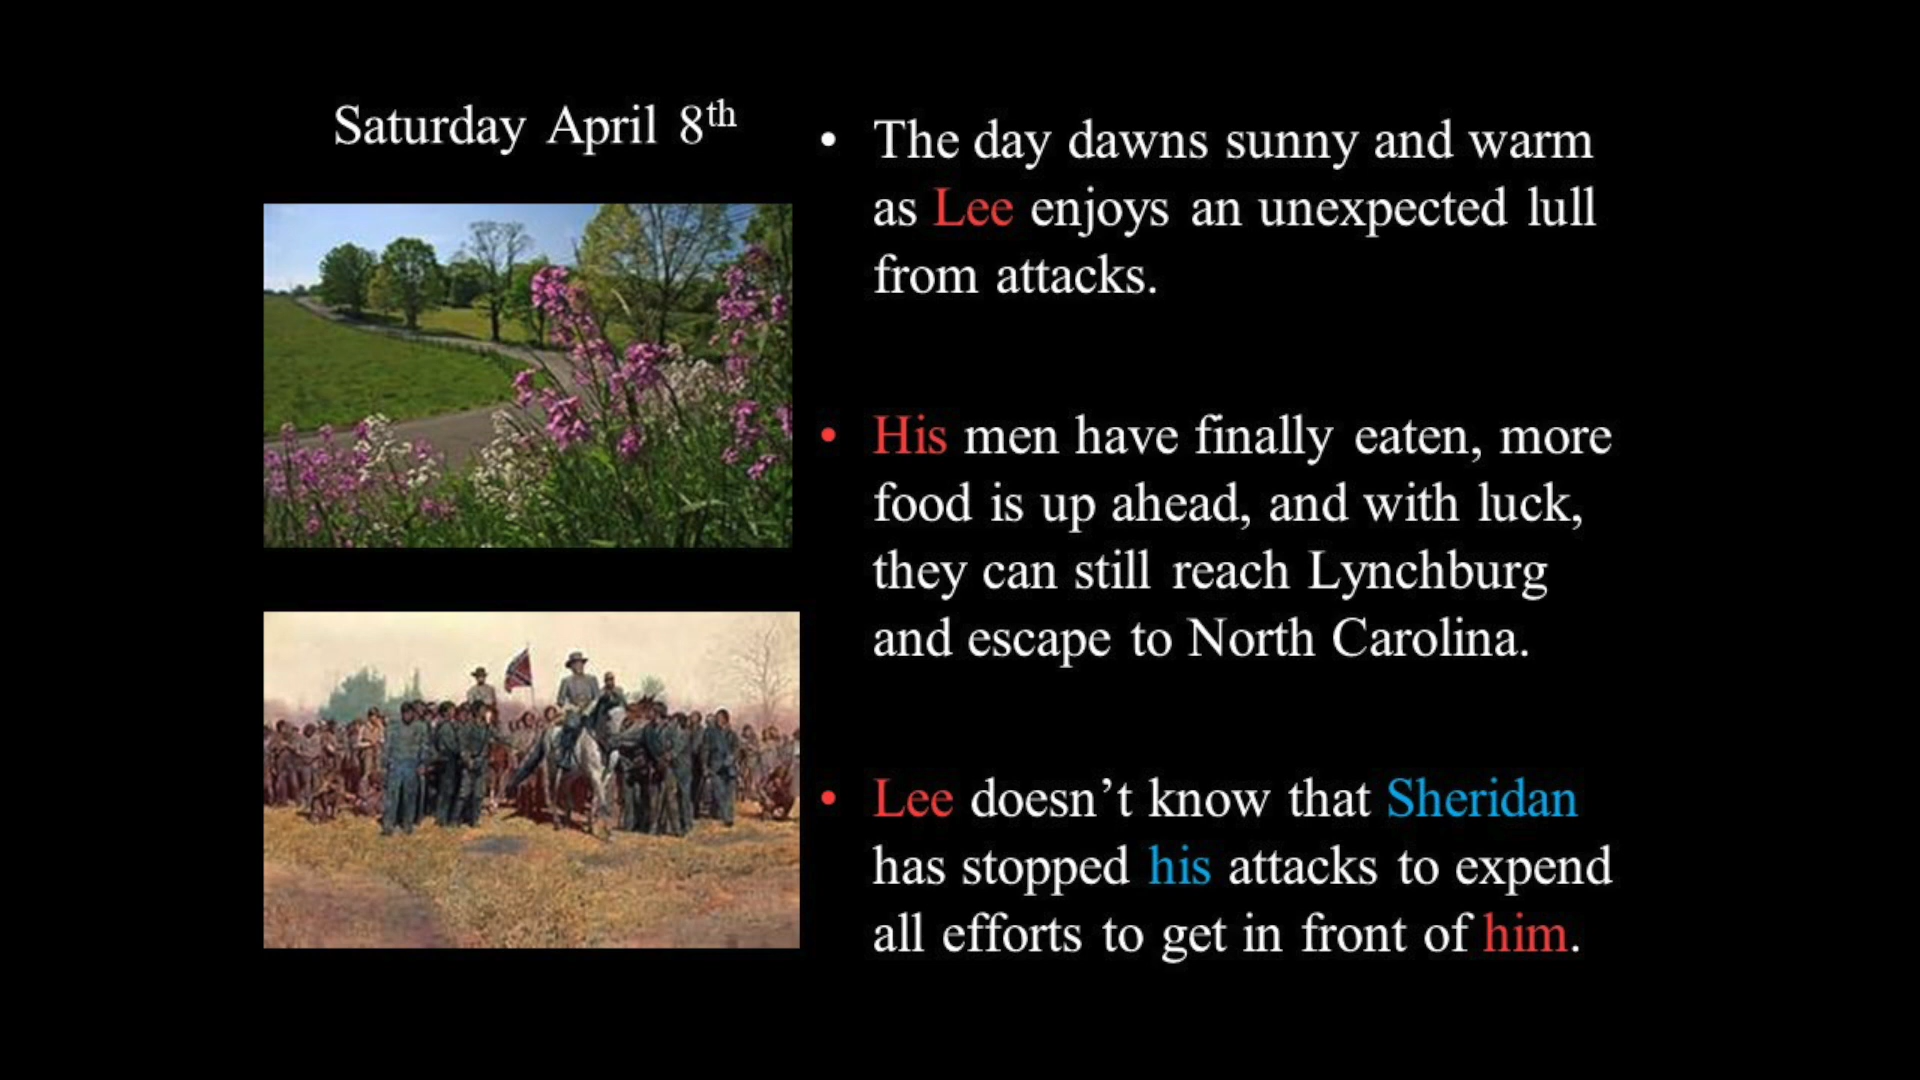 Saturday April 8th
• The day dawns sunny and warm
as Lee enjoys an unexpected lull
from attacks.
• His men have finally eaten, more
food is up ahead, and with luck,
they can still reach Lynchburg
and escape to North Carolina.
• Lee doesn’t know that Sheridan
has stopped his attacks to expend
all efforts to get in front of him.